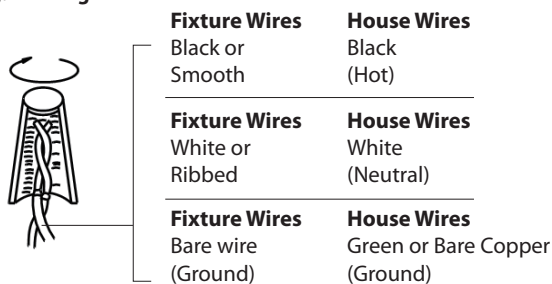 Fixture Wires House Wires
Black or Black
Smooth (Hot)
Fixture Wires House Wires
White or White
Ribbed (Neutral)
Fixture Wires House Wires
Bare wire Green or Bare Copper
(Ground) (Ground)